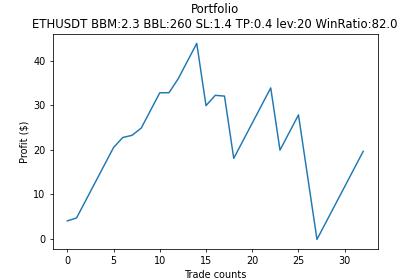 Portfolio
ETHUSDT BBM:2.3 BBL:260 SL:1.4 TP:0.4 lev:20 WinRatio:82.0
40
30
20
10
0
Profit ($)
0 5 10 15 20 25 30
Trade counts